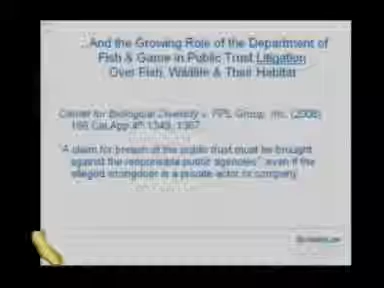 ...And the Growing Role of the Department of
Fish & Game in Public Trust Litigation
Over Fish, Wildlife & Their Habitat
Center for Biological Diversity v. FPL Group, Inc. (2008)
166 Cal.App.4th 1349, 1367
"A claim for breach of the public trust must be brought
against the responsible public agencies" even if the
alleged wrongdoer is a private actor or company